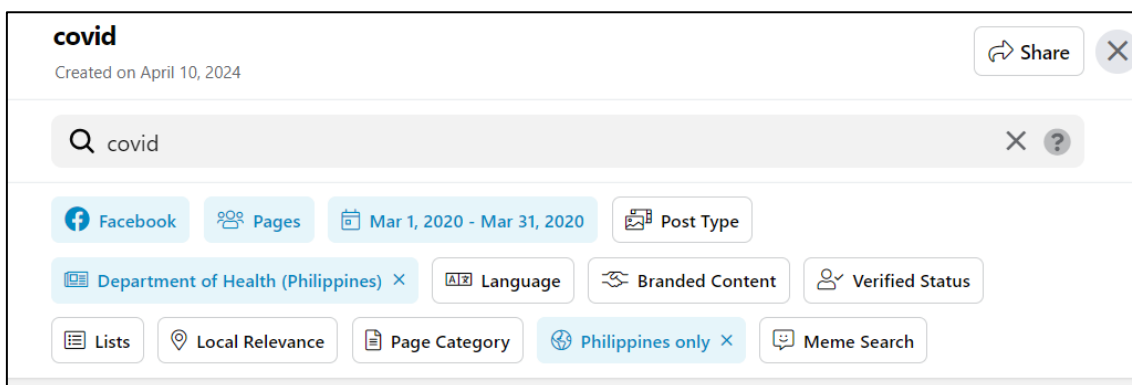 covid
Share
Created on April 10, 2024
covid
Facebook Pages Mar 1, 2020 - Mar 31, 2020 Post Type
Department of Health (Philippines) Language Branded Content Verified Status
Lists Local Relevance Page Category Philippines only Meme Search